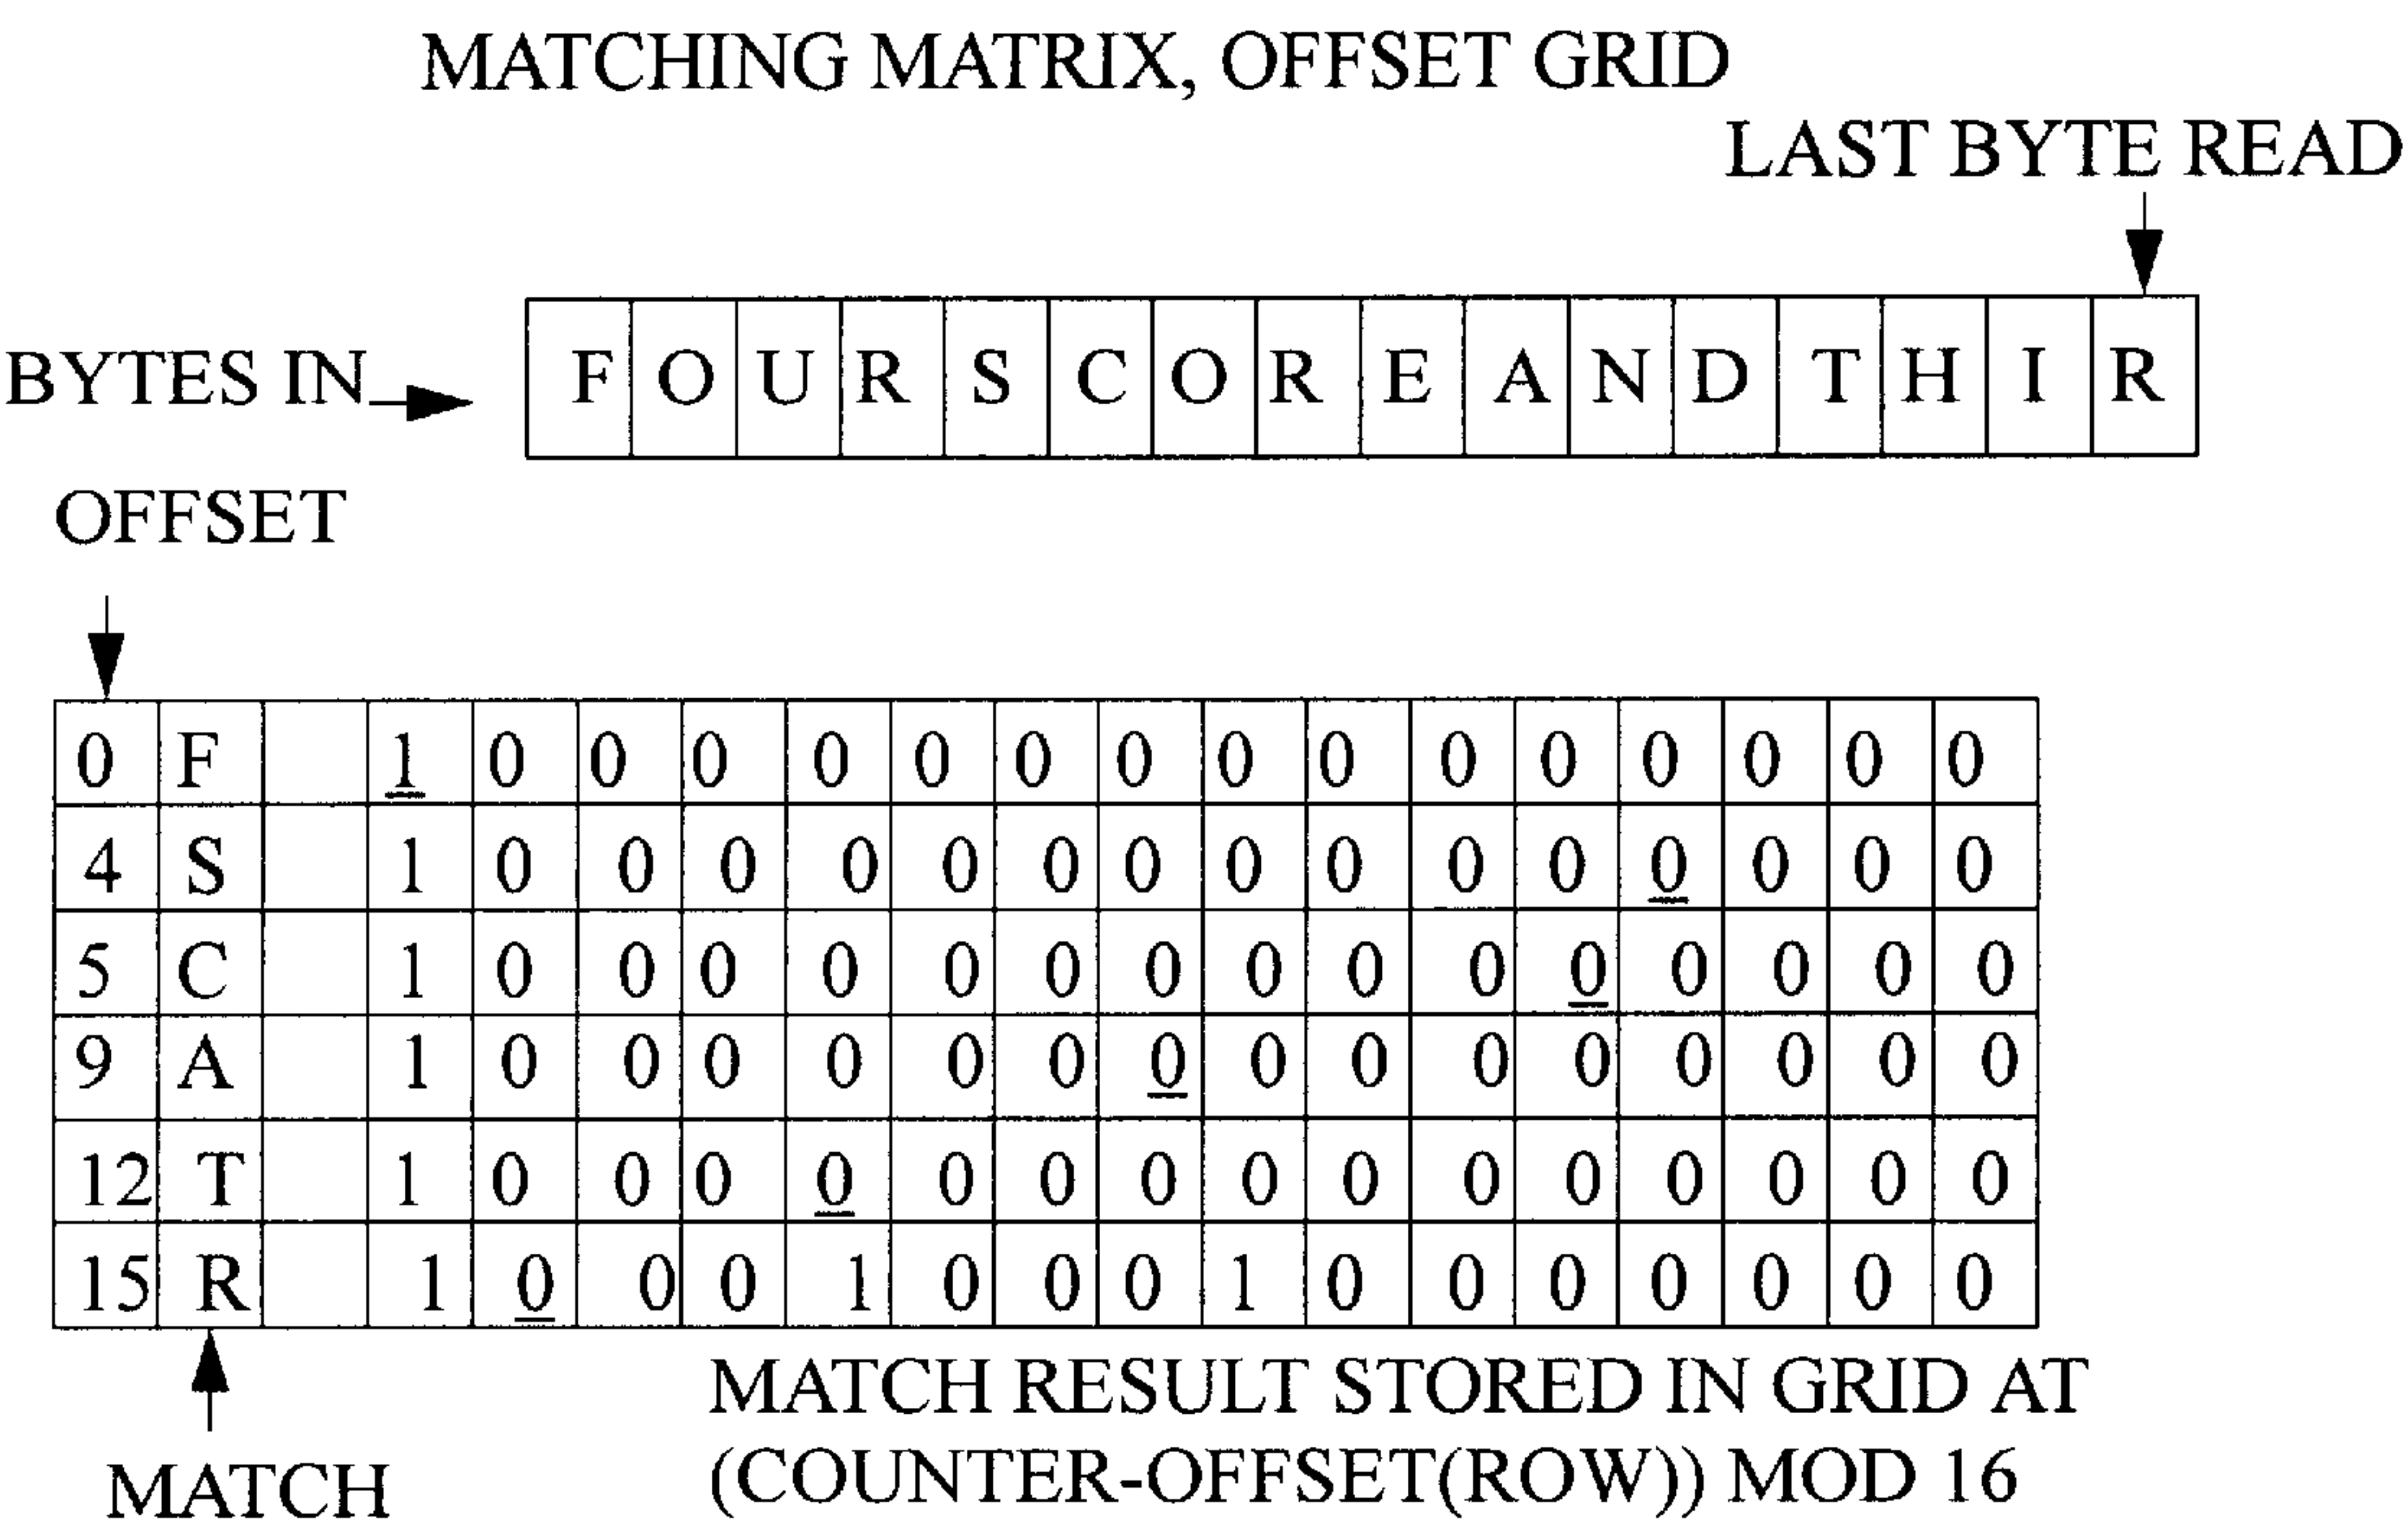 MATCHING MATRIX, OFFSET GRID
LAST BYTE READ
BYTES IN
F O U R S C O R E A N D T H I R
OFFSET
0 F 1 0 0 0 0 0 0 0 0 0 0 0 0 0 0 0
4 S 1 0 0 0 0 0 0 0 0 0 0 0 0 0 0 0
5 C 1 0 0 0 0 0 0 0 0 0 0 0 0 0 0 0
9 A 1 0 0 0 0 0 0 0 0 0 0 0 0 0 0 0
12 T 1 0 0 0 0 0 0 0 0 0 0 0 0 0 0 0
15 R 1 0 0 0 1 0 0 0 1 0 0 0 0 0 0 0
MATCH
MATCH RESULT STORED IN GRID AT
(COUNTER-OFFSET(ROW)) MOD 16